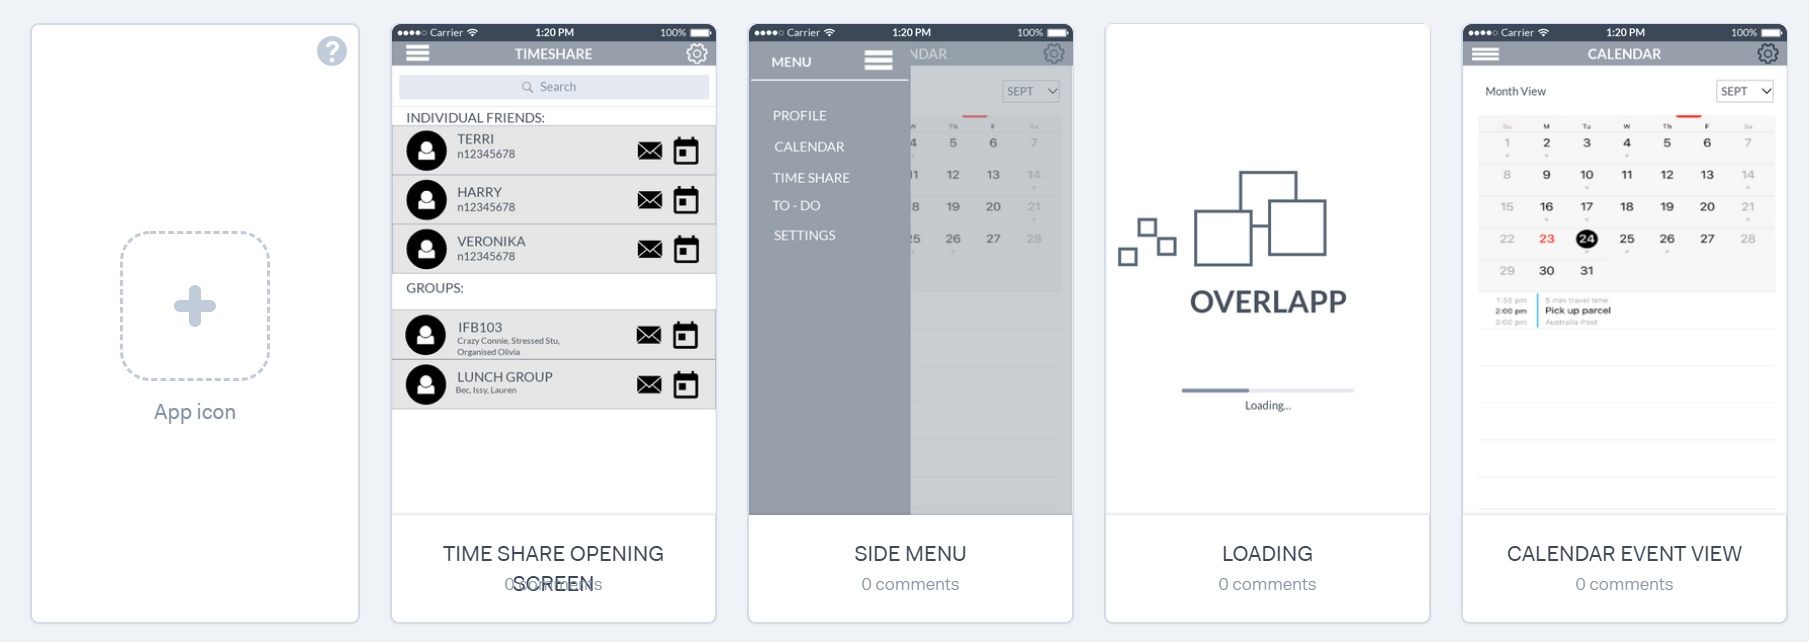 ?
App icon
Carrier 1:20 PM 100%
TIMESHARE
Search
INDIVIDUAL FRIENDS:
TERRI
n12345678
HARRY
n12345678
VERONIKA
n12345678
GROUPS:
IFB103
Crazy Connie, Stressed Stu,
Organised Olivia
LUNCH GROUP
Bec, Issy, Lauren
TIME SHARE OPENING
SCREEN
0 comments
Carrier 1:20 PM 100%
MENU NDAR
SEPT
PROFILE
CALENDAR
TIME SHARE
TO - DO
SETTINGS
W Th F Sa
4 5 6 7
11 12 13 14
8 19 20 21
25 26 27 28
SIDE MENU
0 comments
OVERLAPP
Loading...
LOADING
0 comments
Carrier 1:20 PM 100%
CALENDAR
Month View SEPT
Su M Tu W Th F Sa
1 2 3 4 5 6 7
8 9 10 11 12 13 14
15 16 17 18 19 20 21
22 23 24 25 26 27 28
29 30 31
1:55 pm 5 min travel time
2:00 pm Pick up parcel
3:00 pm Australia Post
CALENDAR EVENT VIEW
0 comments